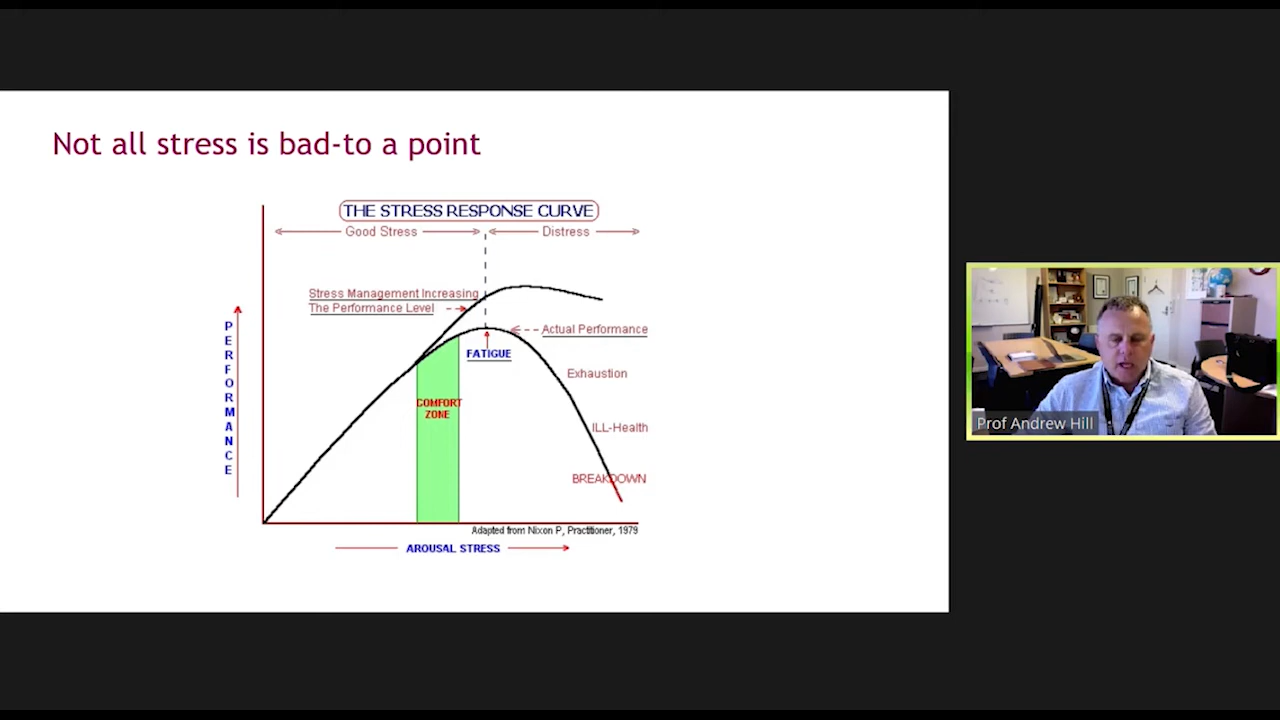 Not all stress is bad-to a point
THE STRESS RESPONSE CURVE
Good Stress
Distress
Stress Management Increasing
The Performance Level
Actual Performance
FATIGUE
Exhaustion
COMFORT
ZONE
ILL-Health
BREAKDOWN
PERFORMANCE
Adapted from Nixon P, Practitioner, 1979
AROUSAL STRESS
Prof Andrew Hill